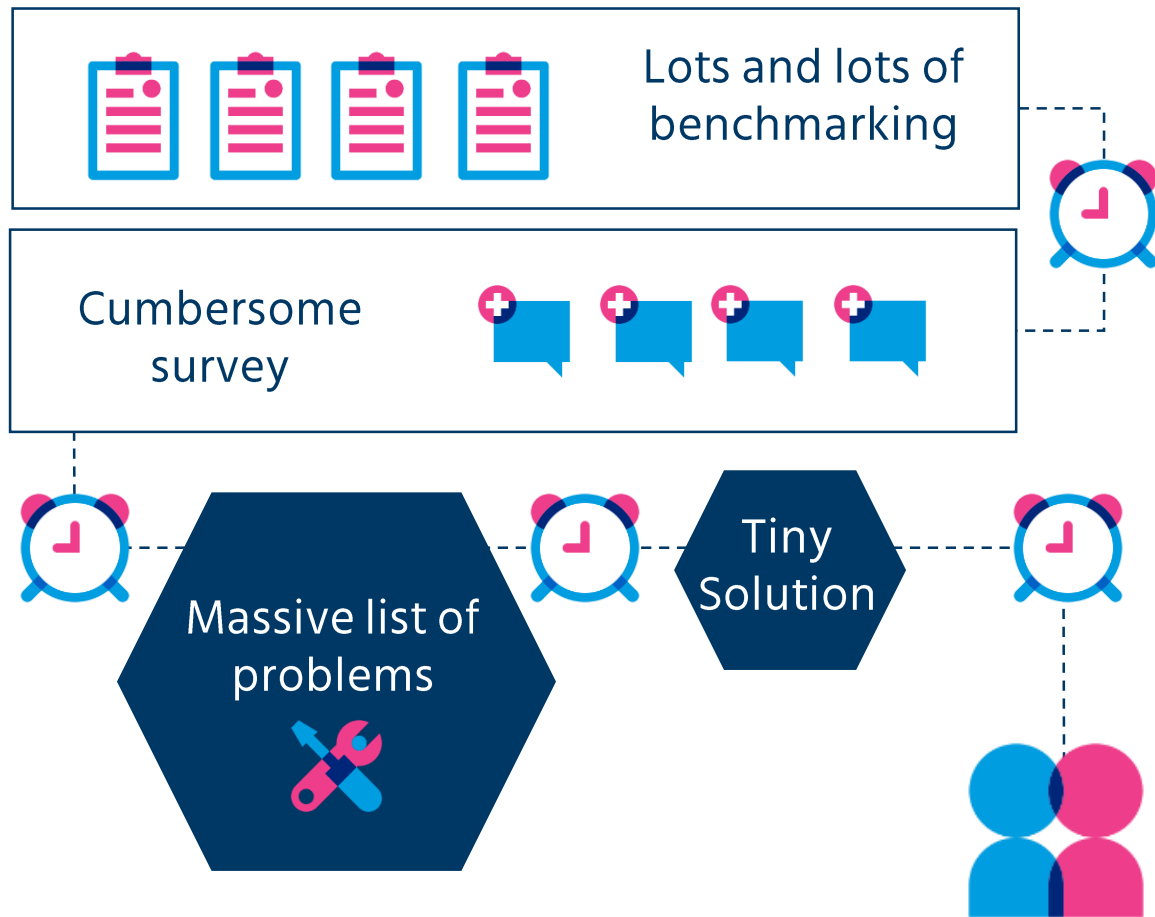 Lots and lots of
benchmarking
Cumbersome
survey
Massive list of
problems
Tiny
Solution